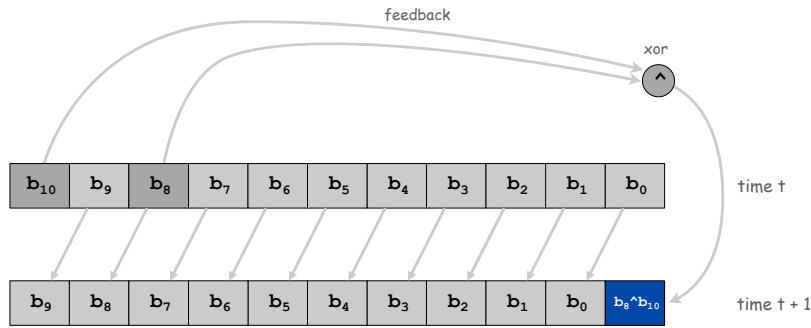 feedback
xor
^
b₁₀ b₉ b₈ b₇ b₆ b₅ b₄ b₃ b₂ b₁ b₀ time t
b₉ b₈ b₇ b₆ b₅ b₄ b₃ b₂ b₁ b₀ b₈^b₁₀ time t + 1